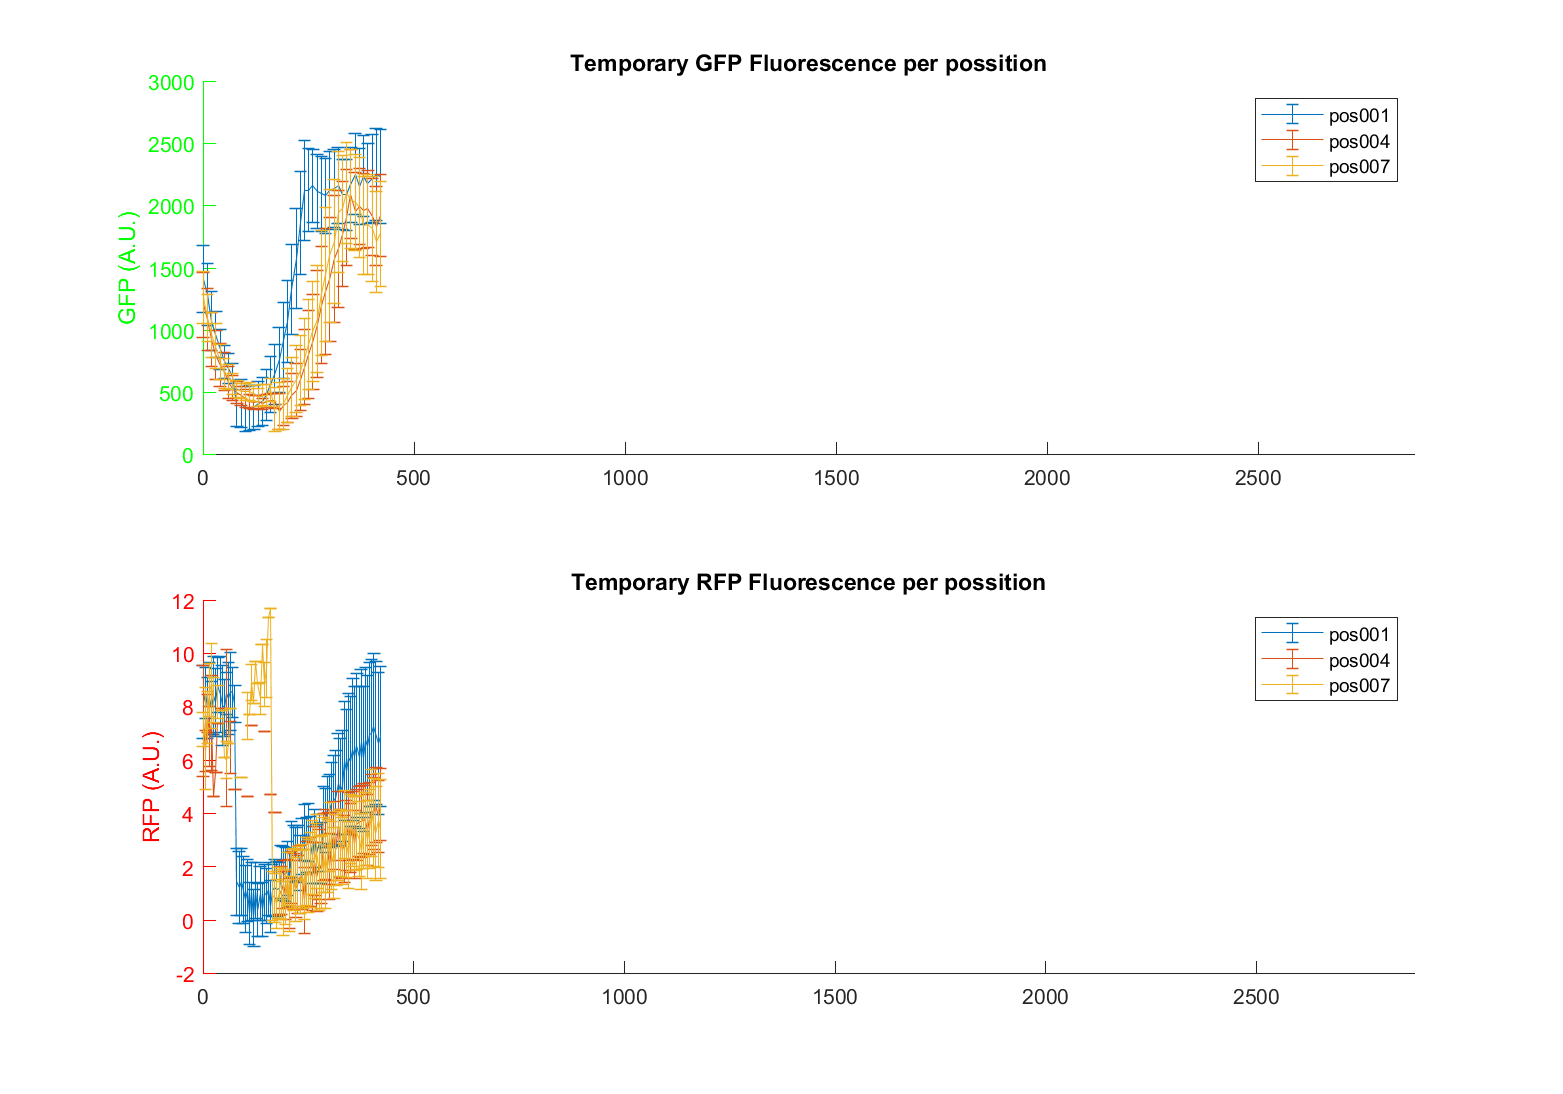 Temporary GFP Fluorescence per possition
3000
2500
2000
1500
1000
500
0
GFP (A.U.)
0 500 1000 1500 2000 2500
pos001
pos004
pos007
Temporary RFP Fluorescence per possition
12
10
8
6
4
2
0
-2
RFP (A.U.)
0 500 1000 1500 2000 2500
pos001
pos004
pos007